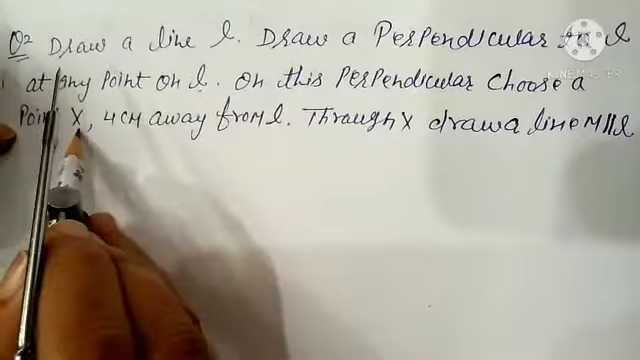 Q2 Draw a line l. Draw a Perpendicular to l
at any Point on l. On this Perpendicular Choose a
Point X, 4CM away from l. Through X draw a line M || l
KINEMASTER